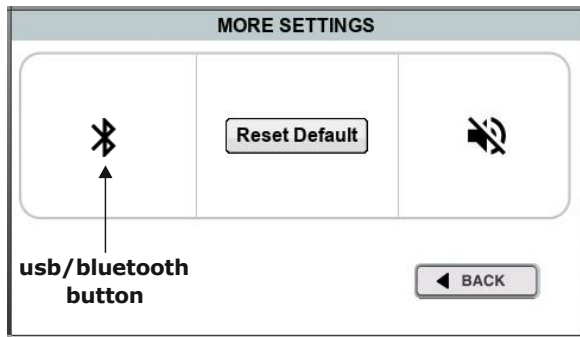 MORE SETTINGS
Reset Default
usb/bluetooth
button
BACK